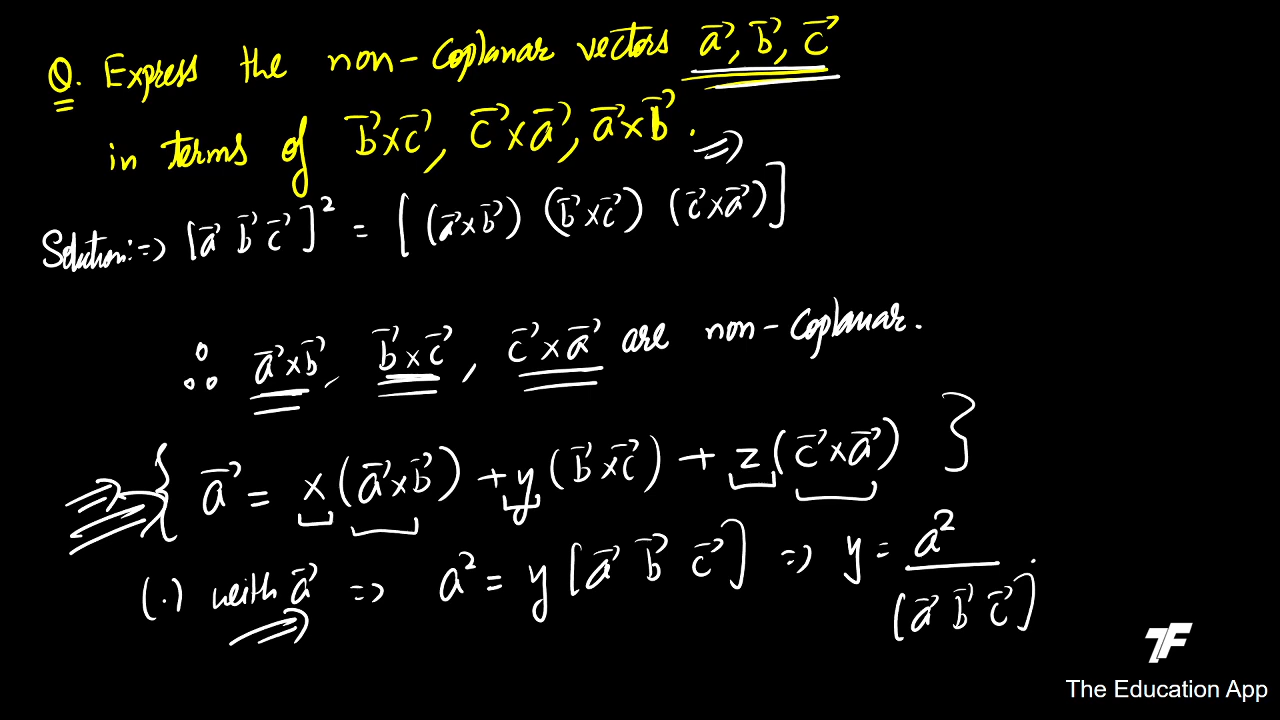 Q. Express the non-coplanar vectors a⃗, b⃗, c⃗
in terms of b⃗×c⃗, c⃗×a⃗, a⃗×b⃗.
Solution:⇒ [a⃗ b⃗ c⃗]² = [(a⃗×b⃗) (b⃗×c⃗) (c⃗×a⃗)]
∴ a⃗×b⃗, b⃗×c⃗, c⃗×a⃗ are non-coplanar.
{ a⃗ = x(a⃗×b⃗) + y(b⃗×c⃗) + z(c⃗×a⃗) }
(.) with a⃗ ⇒ a² = y[a⃗ b⃗ c⃗] ⇒ y = a²/[a⃗ b⃗ c⃗]
TF
The Education App